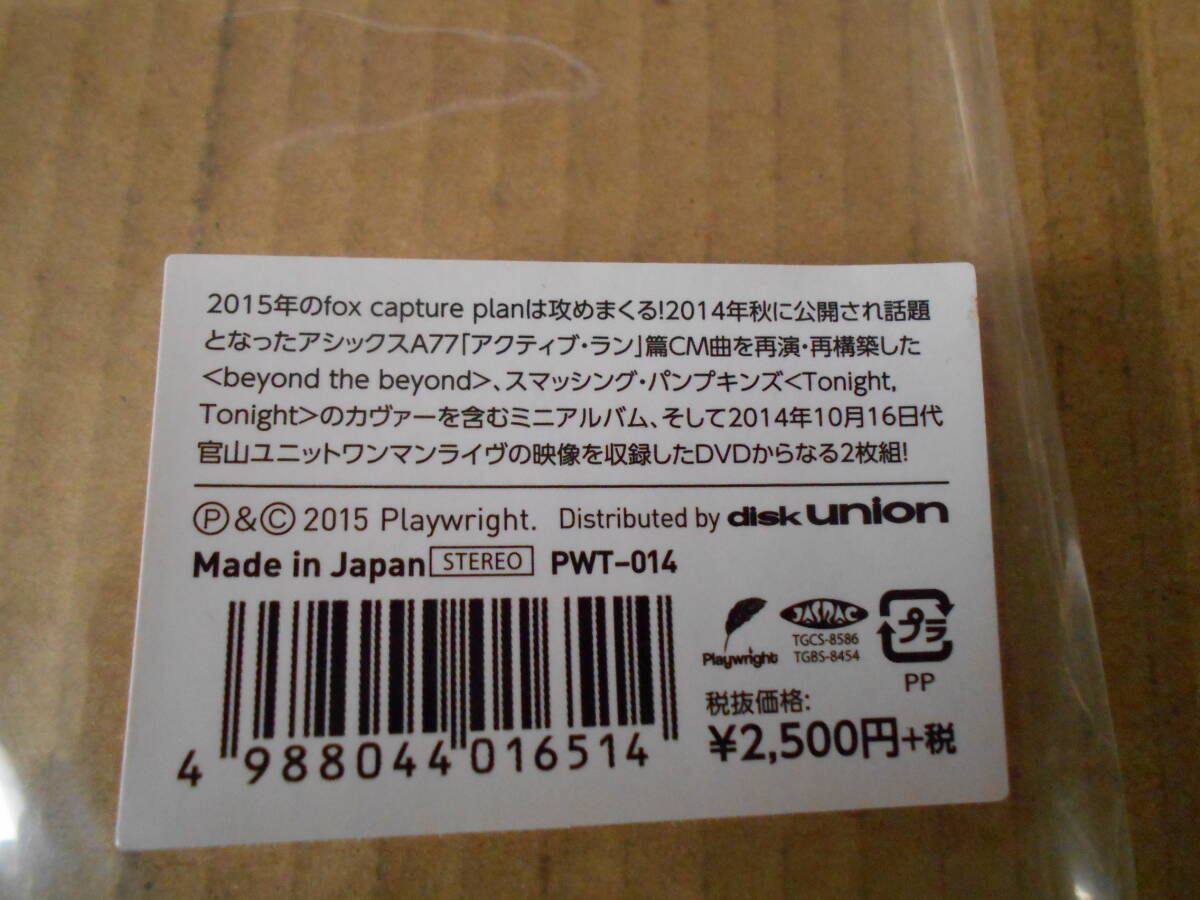 2015年のfox capture planは攻めまくる!2014年秋に公開され話題
となったアシックスA77「アクティブ・ラン」篇CM曲を再演・再構築した
<beyond the beyond>、スマッシング・パンプキンズ<Tonight,
Tonight>のカヴァーを含むミニアルバム、そして2014年10月16日代
官山ユニットワンマンライヴの映像を収録したDVDからなる2枚組!
Ⓟ&Ⓒ 2015 Playwright. Distributed by disk union
Made in Japan STEREO PWT-014
Playwright
JASRAC
TGCS-8586
TGBS-8454
プラ
PP
税抜価格:
¥2,500円+税
4 988044 016514